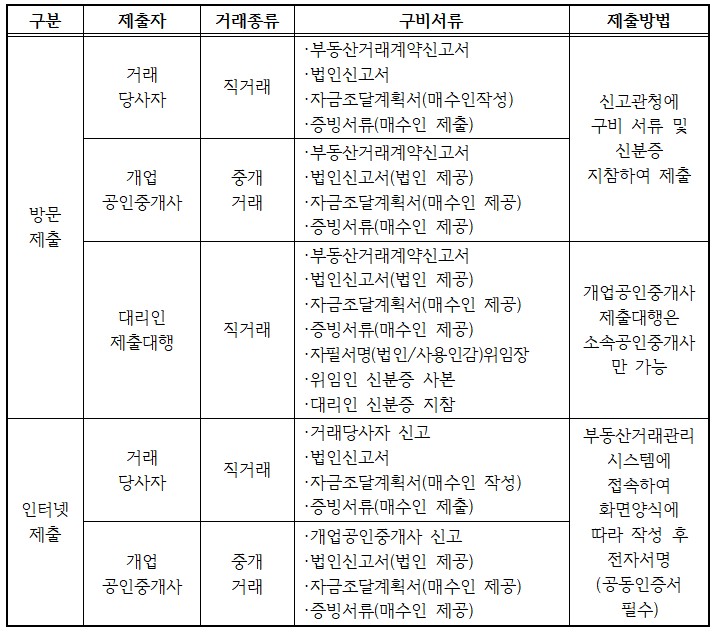 구분 제출자 거래종류 구비서류 제출방법
방문
제출
거래
당사자
직거래
·부동산거래계약신고서
·법인신고서
·자금조달계획서(매수인작성)
·증빙서류(매수인 제출)
신고관청에
구비 서류 및
신분증
지참하여 제출
개업
공인중개사
중개
거래
·부동산거래계약신고서
·법인신고서(법인 제공)
·자금조달계획서(매수인 제공)
·증빙서류(매수인 제공)
대리인
제출대행
직거래
·부동산거래계약신고서
·법인신고서(법인 제공)
·자금조달계획서(매수인 제공)
·증빙서류(매수인 제공)
·자필서명(법인/사용인감)위임장
·위임인 신분증 사본
·대리인 신분증 지참
개업공인중개사
제출대행은
소속공인중개사
만 가능
인터넷
제출
거래
당사자
직거래
·거래당사자 신고
·법인신고서
·자금조달계획서(매수인 작성)
·증빙서류(매수인 제출)
부동산거래관리
시스템에
접속하여
화면양식에
따라 작성 후
전자서명
(공동인증서
필수)
개업
공인중개사
중개
거래
·개업공인중개사 신고
·법인신고서(법인 제공)
·자금조달계획서(매수인 제공)
·증빙서류(매수인 제공)